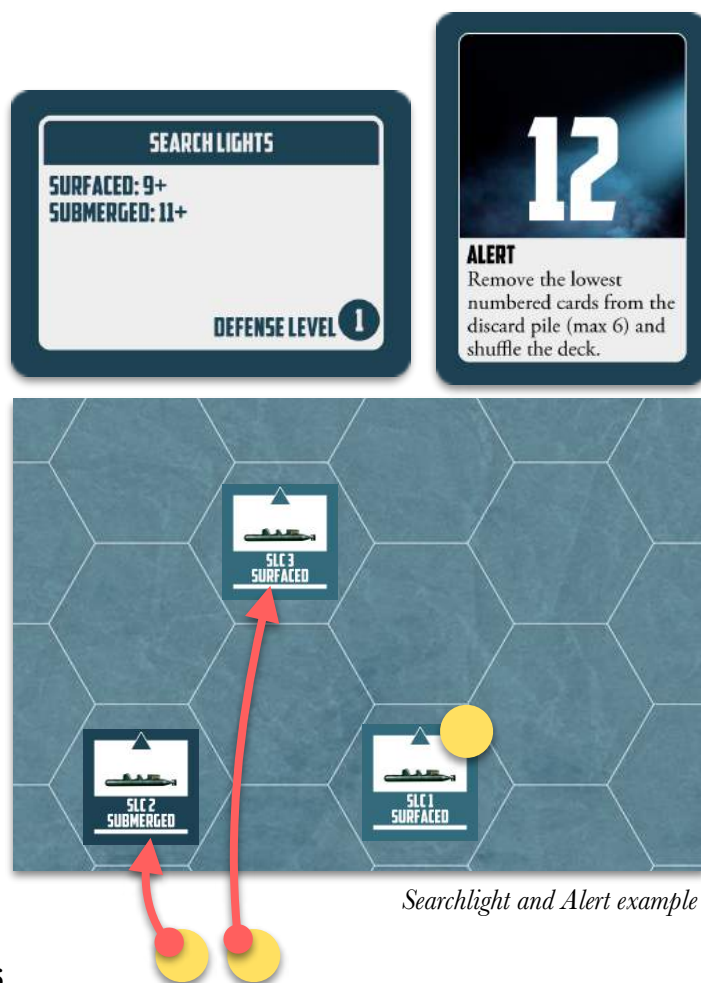 SEARCH LIGHTS
SURFACED: 9+
SUBMERGED: 11+
DEFENSE LEVEL 1
12
ALERT
Remove the lowest
numbered cards from the
discard pile (max 6) and
shuffle the deck.
SLC 3
SURFACED
SLC 2
SUBMERGED
SLC 1
SURFACED
Searchlight and Alert example